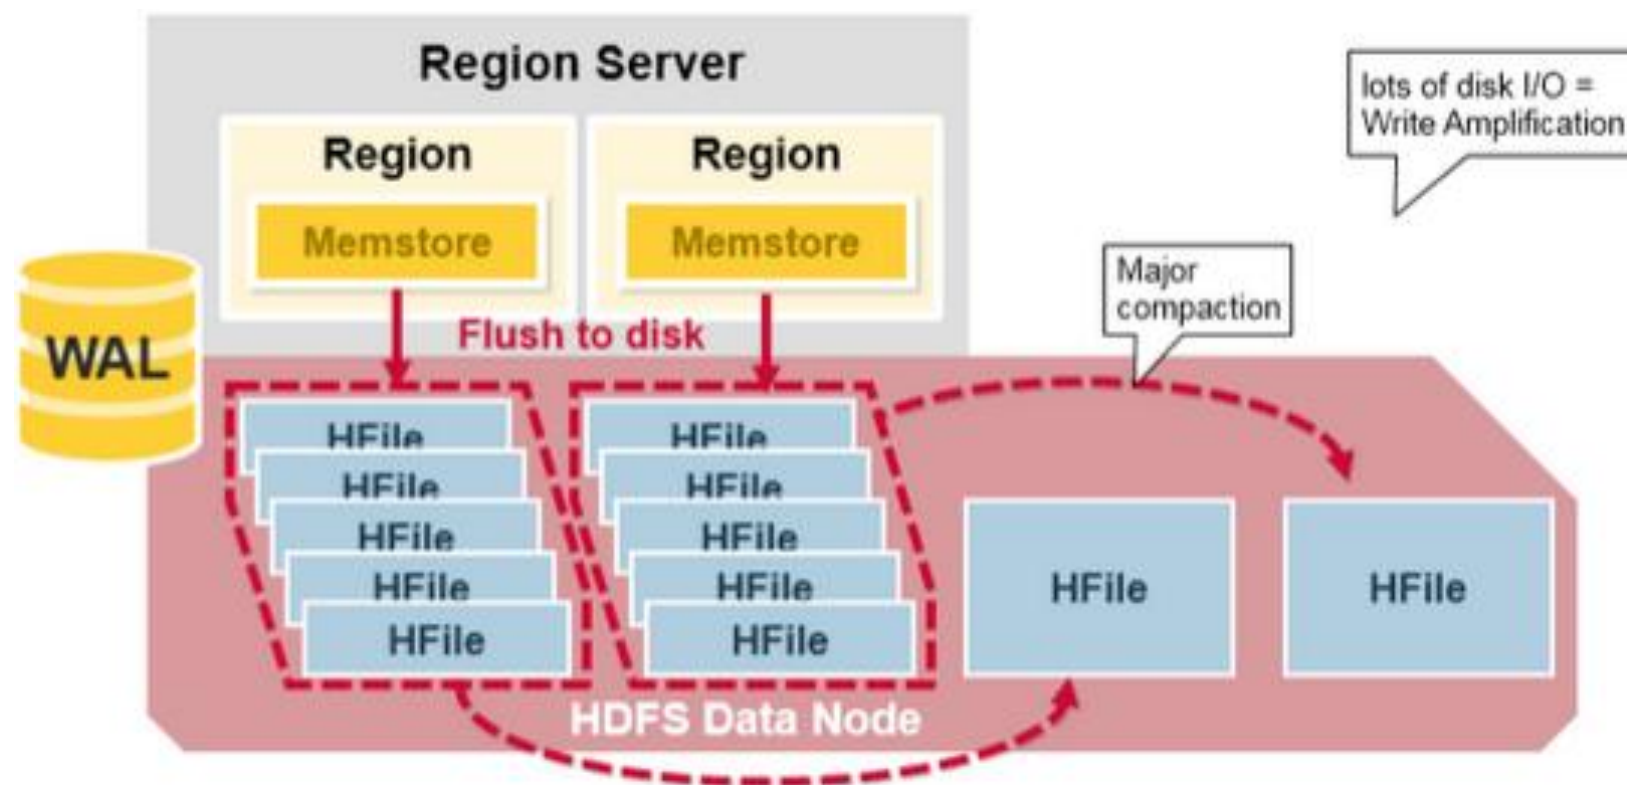 Region Server
lots of disk I/O =
Write Amplification
Region
Region
Memstore
Memstore
Major
compaction
Flush to disk
WAL
HFile
HFile
HFile
HFile
HFile
HFile
HFile
HFile
HFile
HFile
HFile
HFile
HDFS Data Node